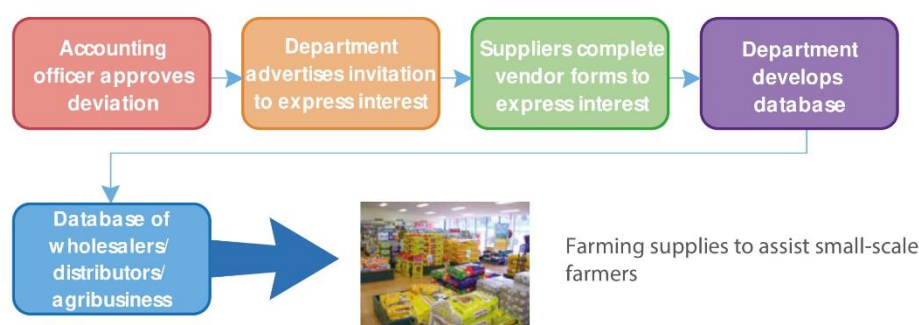 Accounting
officer approves
deviation
Department
advertises invitation
to express interest
Suppliers complete
vendor forms to
express interest
Department
develops
database
Database of
wholesalers/
distributors/
agribusiness
Farming supplies to assist small-scale
farmers